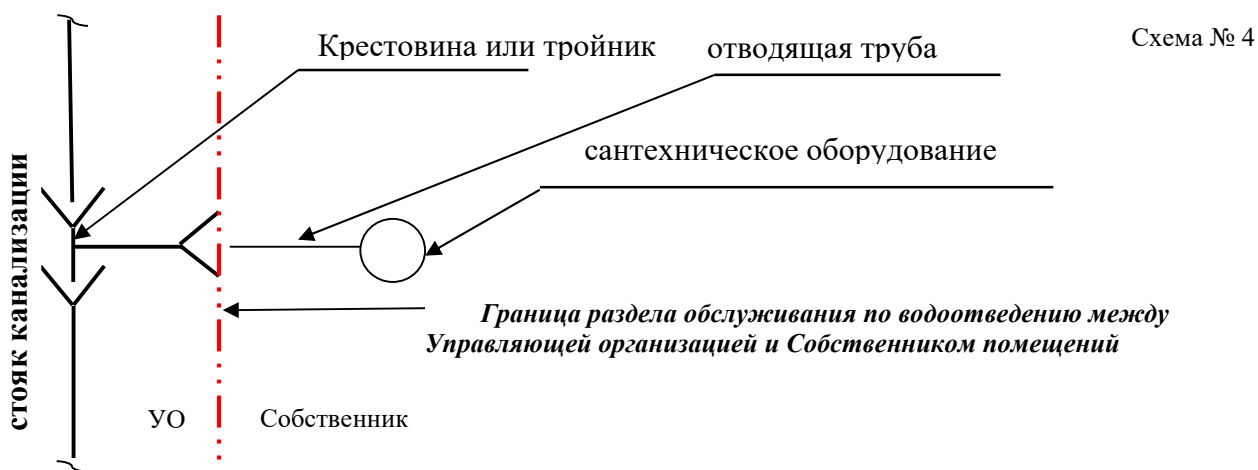 Схема № 4
Крестовина или тройник
отводящая труба
сантехническое оборудование
стояк канализации
Граница раздела обслуживания по водоотведению между
Управляющей организацией и Собственником помещений
УО
Собственник